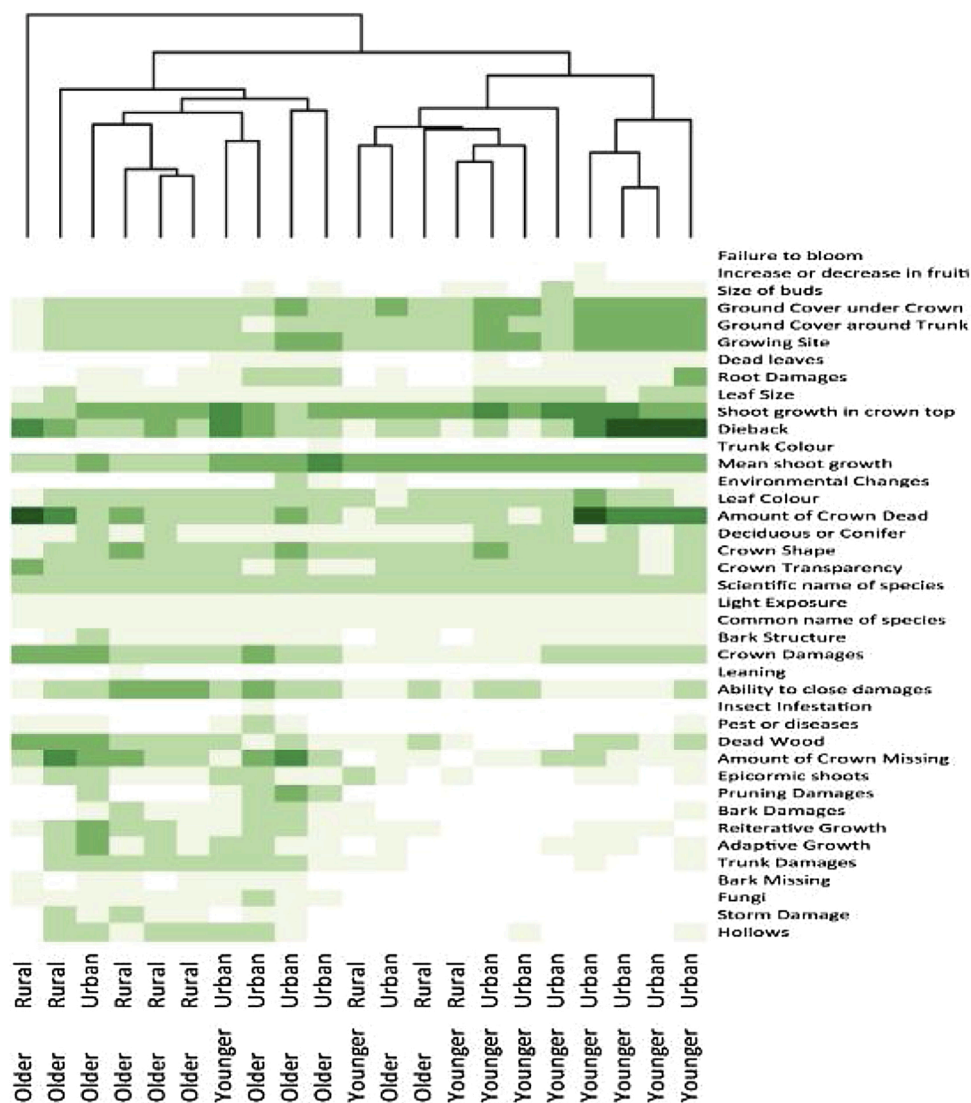 Failure to bloom
Increase or decrease in fruiti
Size of buds
Ground Cover under Crown
Ground Cover around Trunk
Growing Site
Dead leaves
Root Damages
Leaf Size
Shoot growth in crown top
Dieback
Trunk Colour
Mean shoot growth
Environmental Changes
Leaf Colour
Amount of Crown Dead
Deciduous or Conifer
Crown Shape
Crown Transparency
Scientific name of species
Light Exposure
Common name of species
Bark Structure
Crown Damages
Leaning
Ability to close damages
Insect Infestation
Pest or diseases
Dead Wood
Amount of Crown Missing
Epicormic shoots
Pruning Damages
Bark Damages
Reiterative Growth
Adaptive Growth
Trunk Damages
Bark Missing
Fungi
Storm Damage
Hollows
Older Rural
Older Rural
Older Urban
Older Rural
Older Rural
Older Rural
Younger Urban
Older Urban
Older Urban
Older Urban
Younger Rural
Older Rural
Older Rural
Younger Rural
Younger Urban
Younger Urban
Younger Urban
Younger Urban
Younger Urban
Younger Urban
Younger Urban